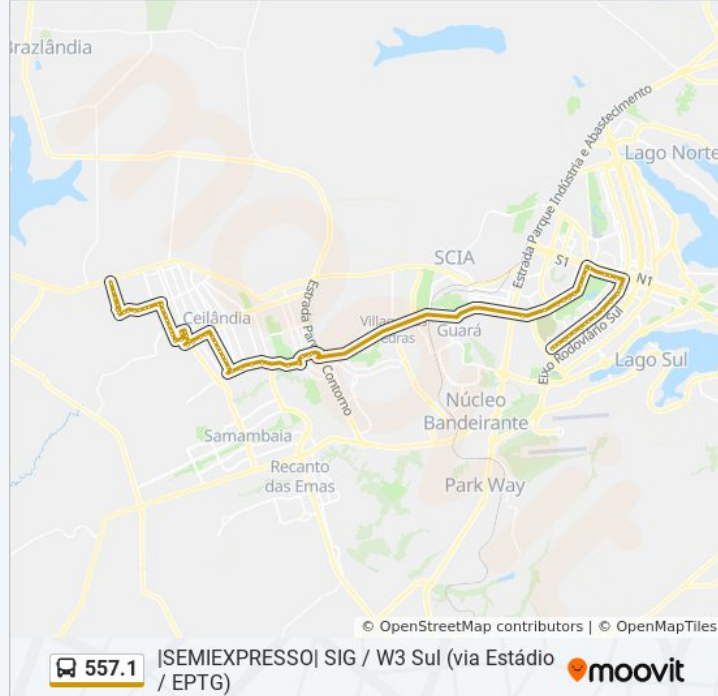 Brazlândia
Lago Norte
Estrada Parque Indústria e Abastecimento
SCIA
S1
N1
Ceilândia
Estrada Par
Contorno
Guará
Eixo Rodoviário Sul
Lago Sul
Núcleo
Bandeirante
Samambaia
Recanto
das Emas
Park Way
© OpenStreetMap contributors | © OpenMapTiles
557.1
|SEMIEXPRESSO| SIG / W3 Sul (via Estádio
/ EPTG)
moovit